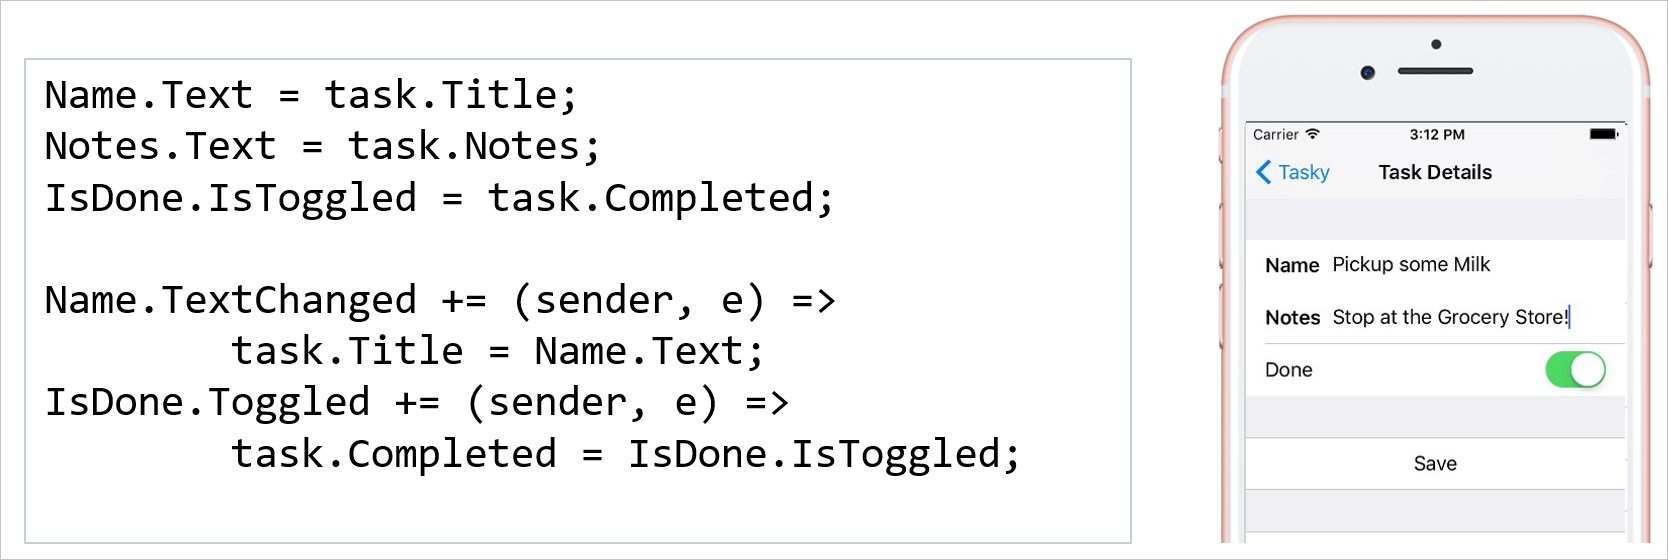 Name.Text = task.Title;
Notes.Text = task.Notes;
IsDone.IsToggled = task.Completed;
Name.TextChanged += (sender, e) =>
        task.Title = Name.Text;
IsDone.Toggled += (sender, e) =>
        task.Completed = IsDone.IsToggled;
Carrier 3:12 PM
Tasky Task Details
Name Pickup some Milk
Notes Stop at the Grocery Store!
Done
Save